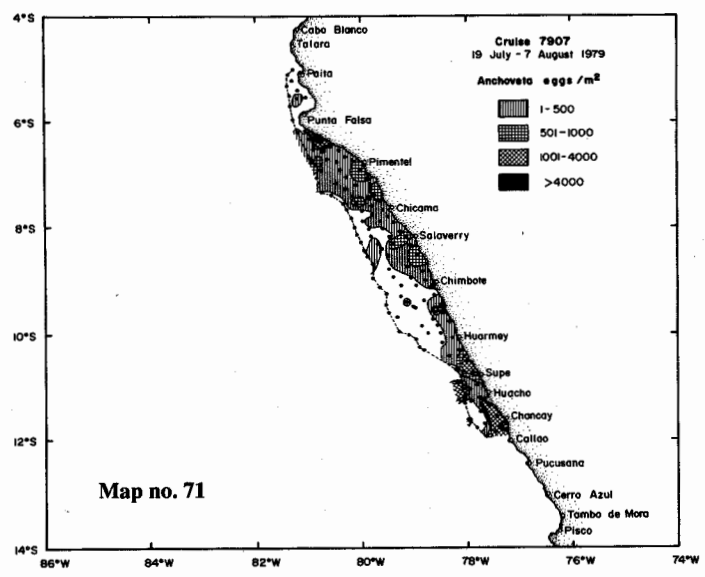 4°S
Cabo Blanco
Talara
Paita
6°S
Punta Falsa
Pimentel
Chicama
8°S
Salaverry
Chimbote
10°S
Huarmey
Supe
Huacho
Chancay
12°S
Callao
Pucusana
Cerro Azul
Tambo de Mora
Pisco
14°S
Cruise 7907
19 July - 7 August 1979
Anchoveta eggs /m²
1-500
501-1000
1001-4000
>4000
Map no. 71
86°W 84°W 82°W 80°W 78°W 76°W 74°W